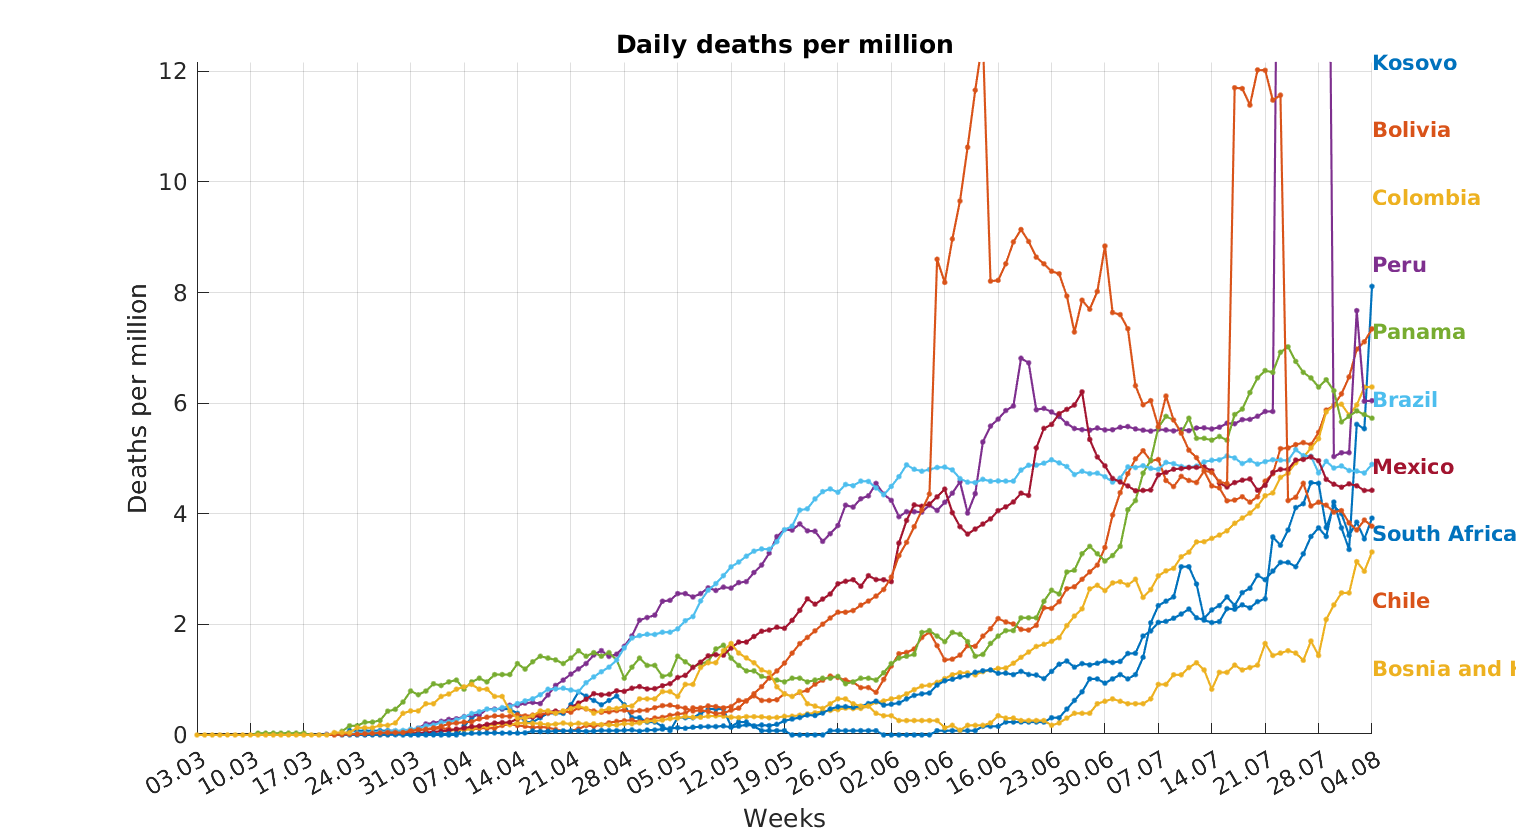 Daily deaths per million
12
10
8
6
4
2
0
Deaths per million
03.03
10.03
17.03
24.03
31.03
07.04
14.04
21.04
28.04
05.05
12.05
19.05
26.05
02.06
09.06
16.06
23.06
30.06
07.07
14.07
21.07
28.07
04.08
Weeks
Kosovo
Bolivia
Colombia
Peru
Panama
Brazil
Mexico
South Africa
Chile
Bosnia and H